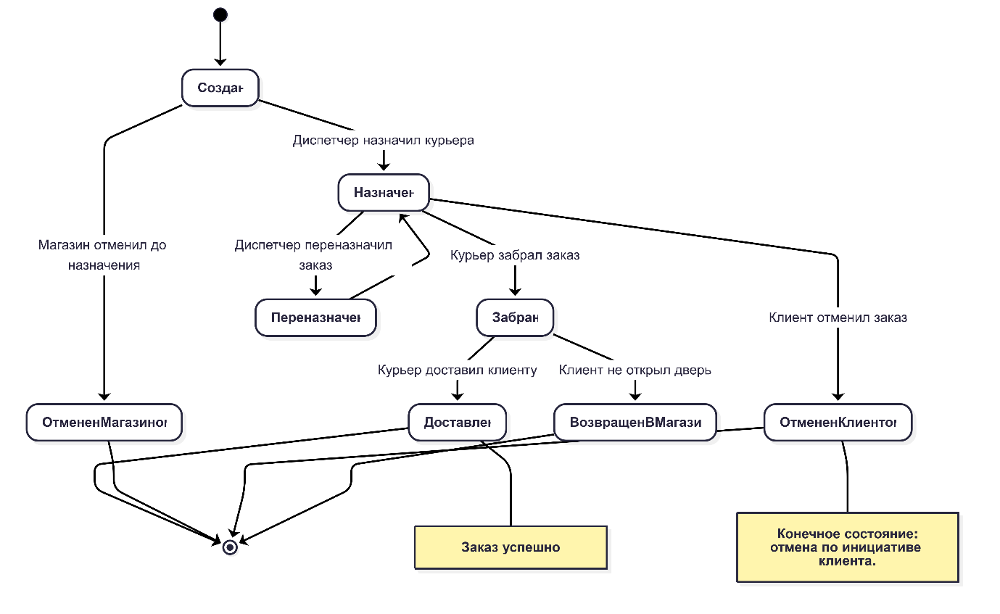 Создан
Диспетчер назначил курьера
Назначен
Магазин отменил до
назначения
Диспетчер переназначил
заказ
Курьер забрал заказ
Переназначен
Забран
Клиент отменил заказ
Курьер доставил клиенту
Клиент не открыл дверь
ОтмененМагазином
Доставлен
ВозвращенВМагази
ОтмененКлиентом
Заказ успешно
Конечное состояние:
отмена по инициативе
клиента.